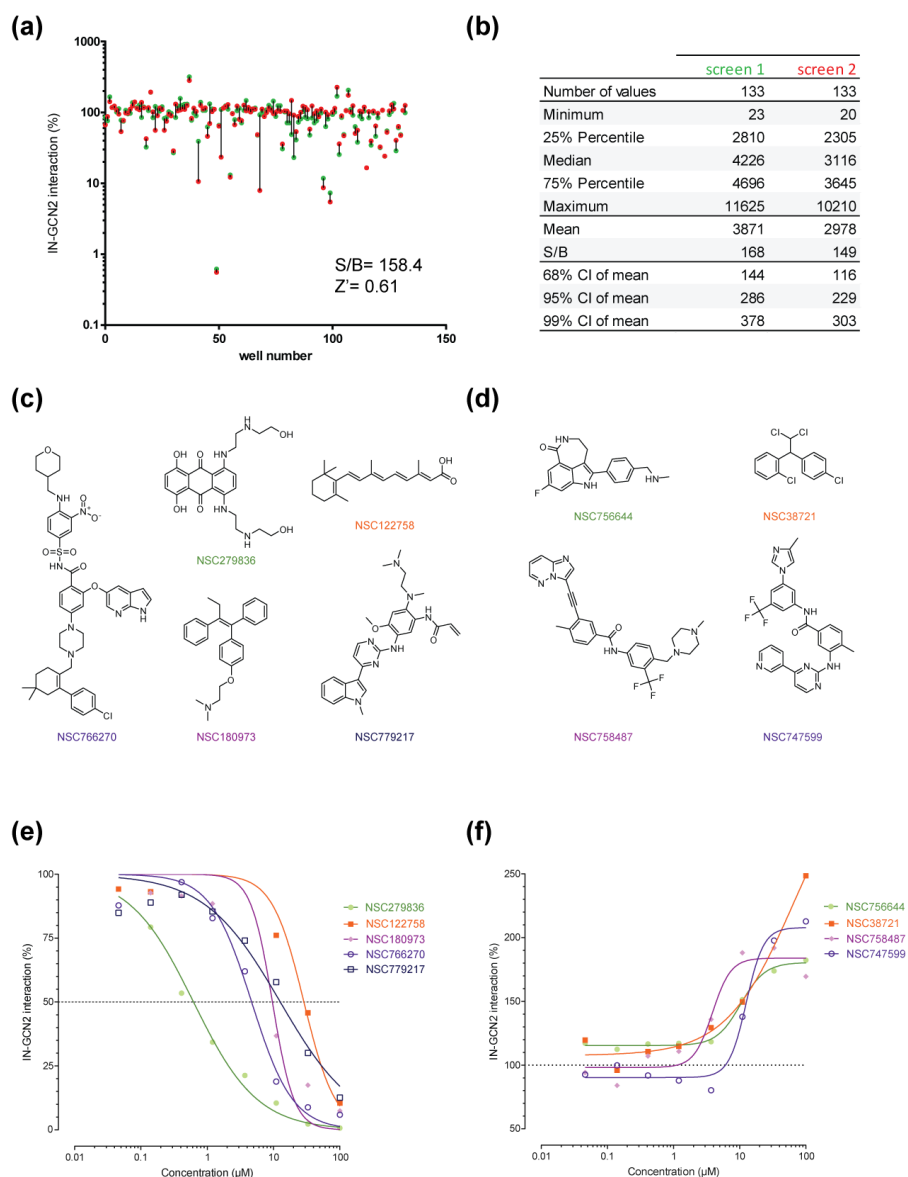 (a)
1000
100
10
1
0.1
0
50
100
150
IN-GCN2 interaction (%)
well number
S/B= 158.4
Z'= 0.61
(b)
screen 1 screen 2
Number of values 133 133
Minimum 23 20
25% Percentile 2810 2305
Median 4226 3116
75% Percentile 4696 3645
Maximum 11625 10210
Mean 3871 2978
S/B 168 149
68% CI of mean 144 116
95% CI of mean 286 229
99% CI of mean 378 303
(c)
NSC279836
NSC122758
NSC766270
NSC180973
NSC779217
(d)
NSC756644
NSC38721
NSC758487
NSC747599
(e)
100
75
50
25
0
0.01 0.1 1 10 100
IN-GCN2 interaction (%)
Concentration (µM)
NSC279836
NSC122758
NSC180973
NSC766270
NSC779217
(f)
250
200
150
100
50
0.01 0.1 1 10 100
IN-GCN2 interaction (%)
Concentration (µM)
NSC756644
NSC38721
NSC758487
NSC747599